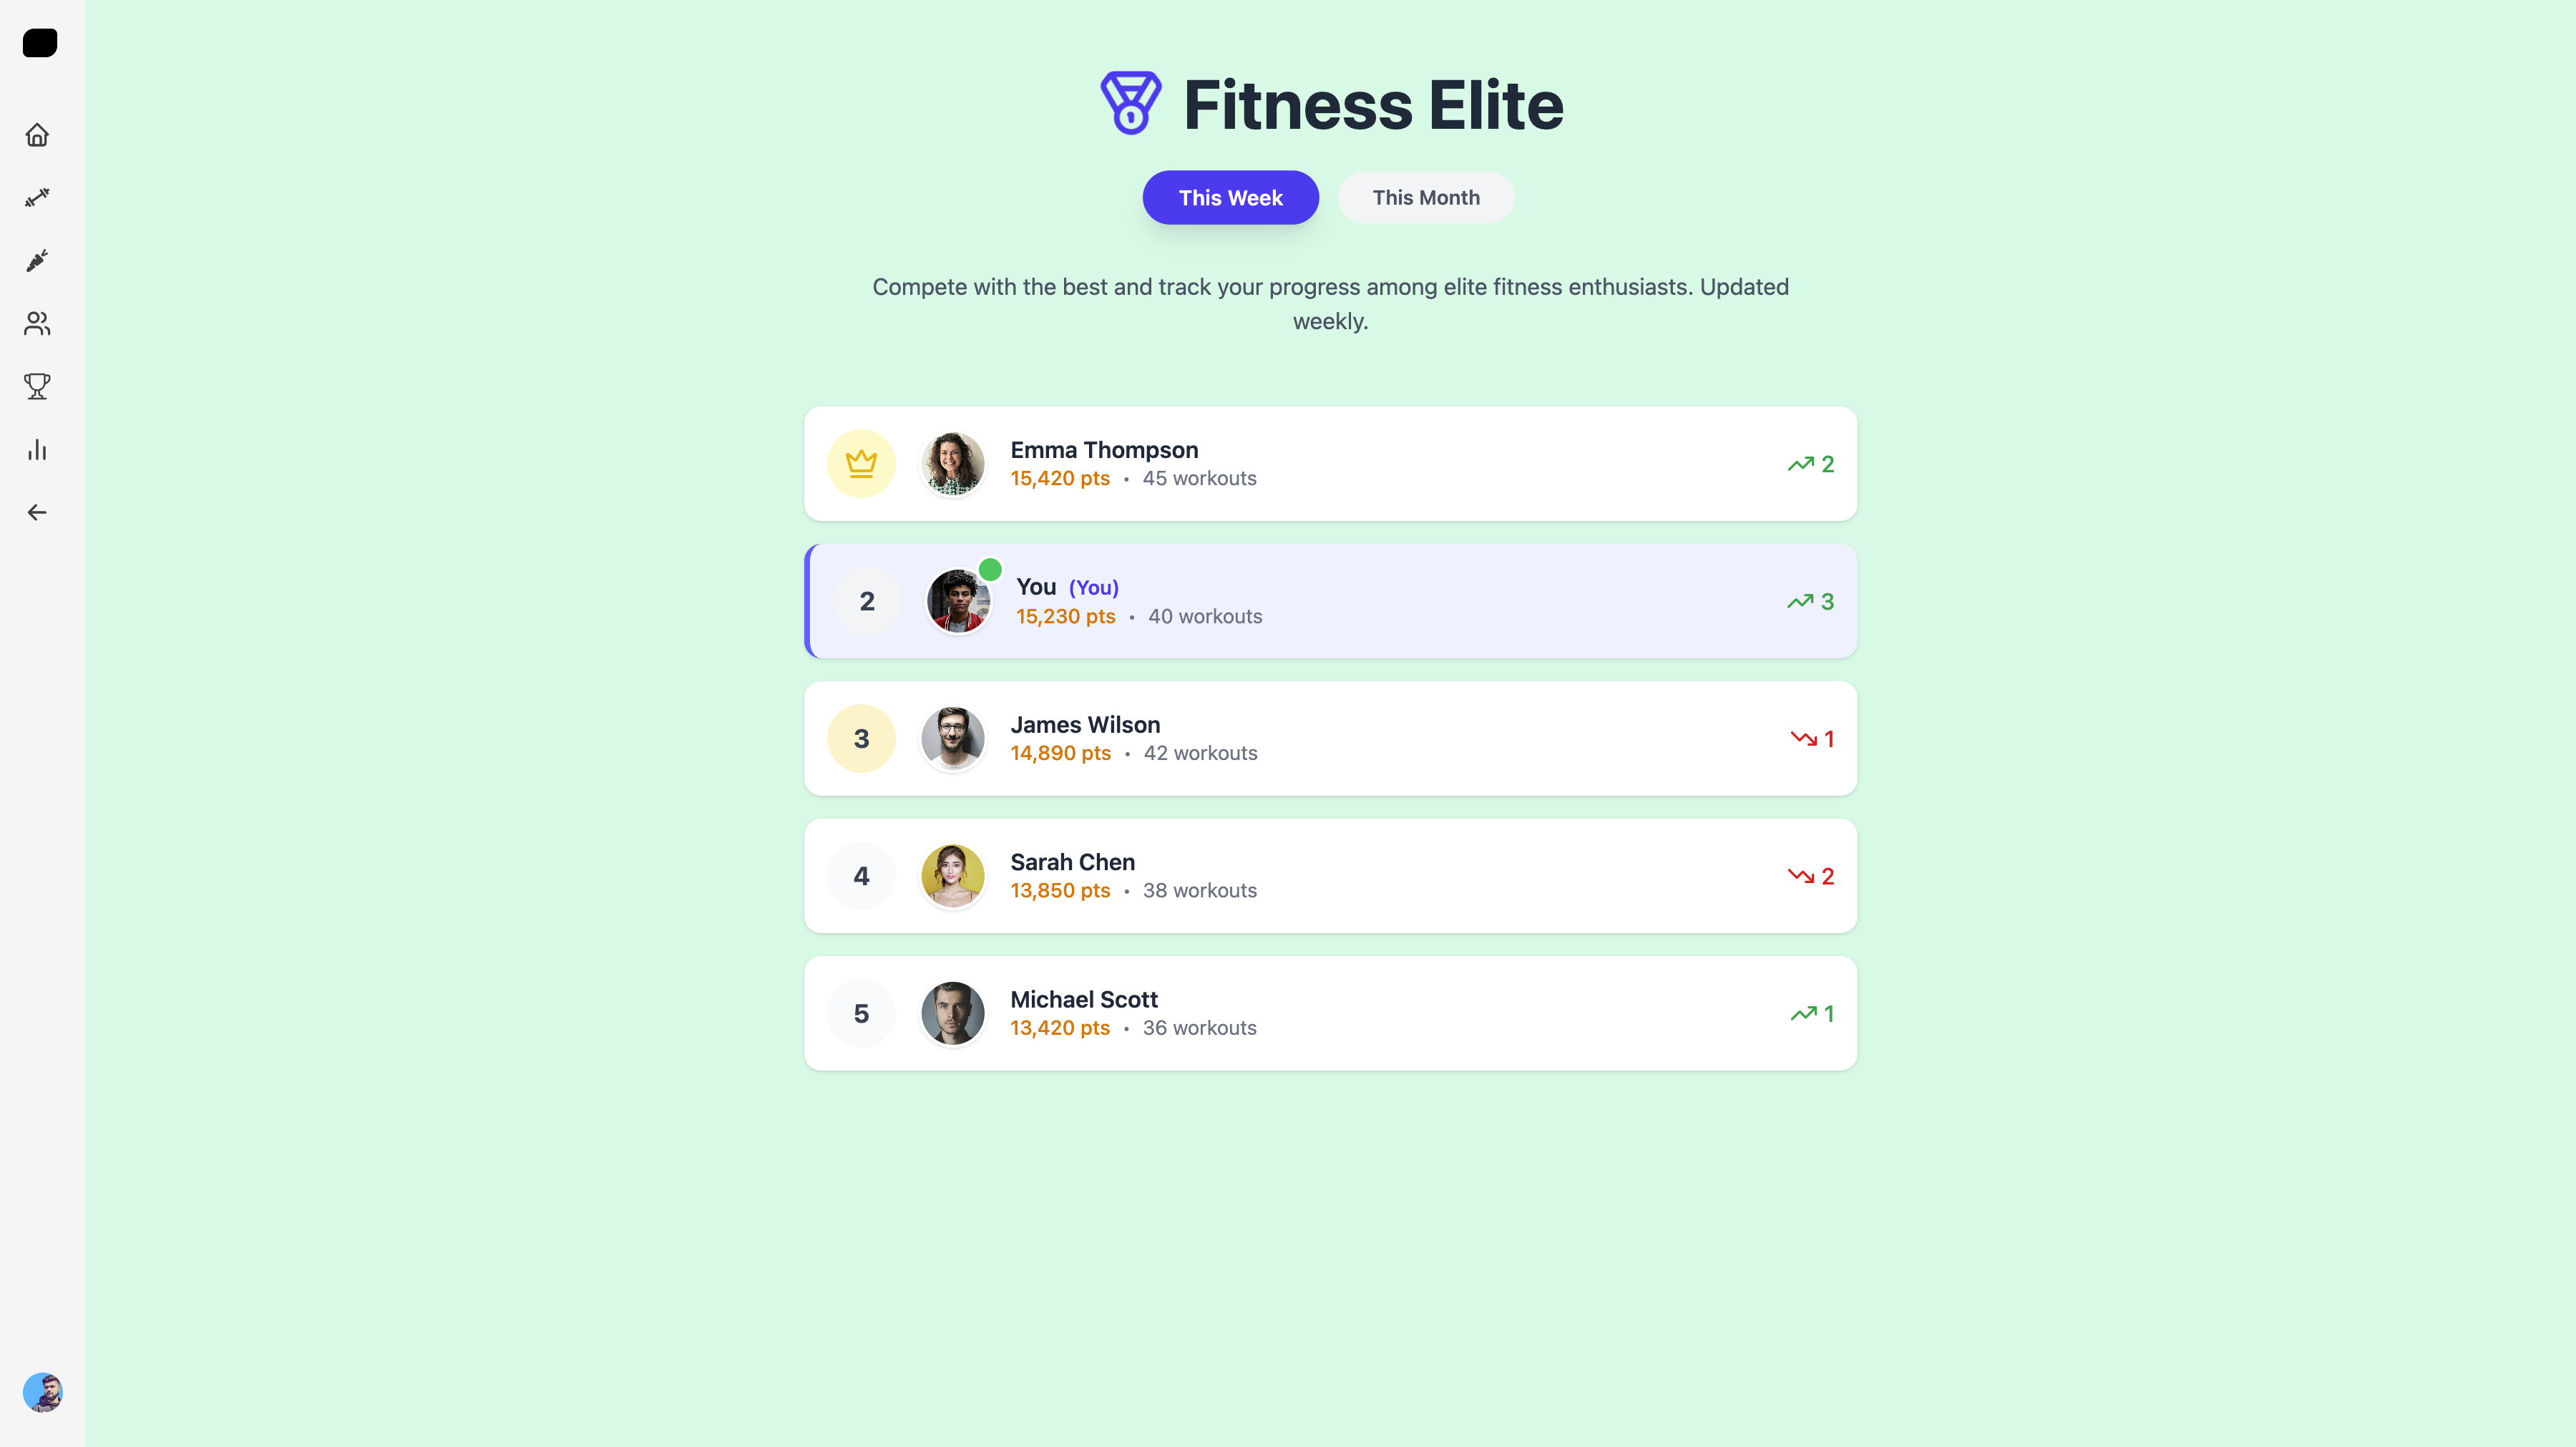 Fitness Elite
This Week
This Month
Compete with the best and track your progress among elite fitness enthusiasts. Updated
weekly.
Emma Thompson
15,420 pts • 45 workouts
2
2
You (You)
15,230 pts • 40 workouts
3
3
James Wilson
14,890 pts • 42 workouts
1
4
Sarah Chen
13,850 pts • 38 workouts
2
5
Michael Scott
13,420 pts • 36 workouts
1